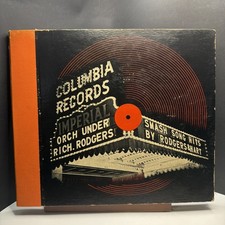 COLUMBIA
RECORDS
IMPERIAL
ORCH UNDER
RICH. RODGERS
SMASH SONG HITS
BY RODGERS & HART